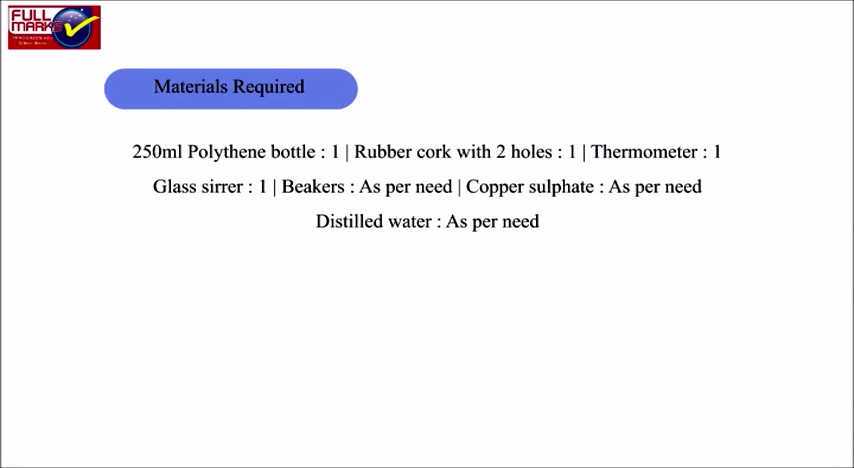 FULL
MARKS
Materials Required
250ml Polythene bottle : 1 | Rubber cork with 2 holes : 1 | Thermometer : 1
Glass sirrer : 1 | Beakers : As per need | Copper sulphate : As per need
Distilled water : As per need